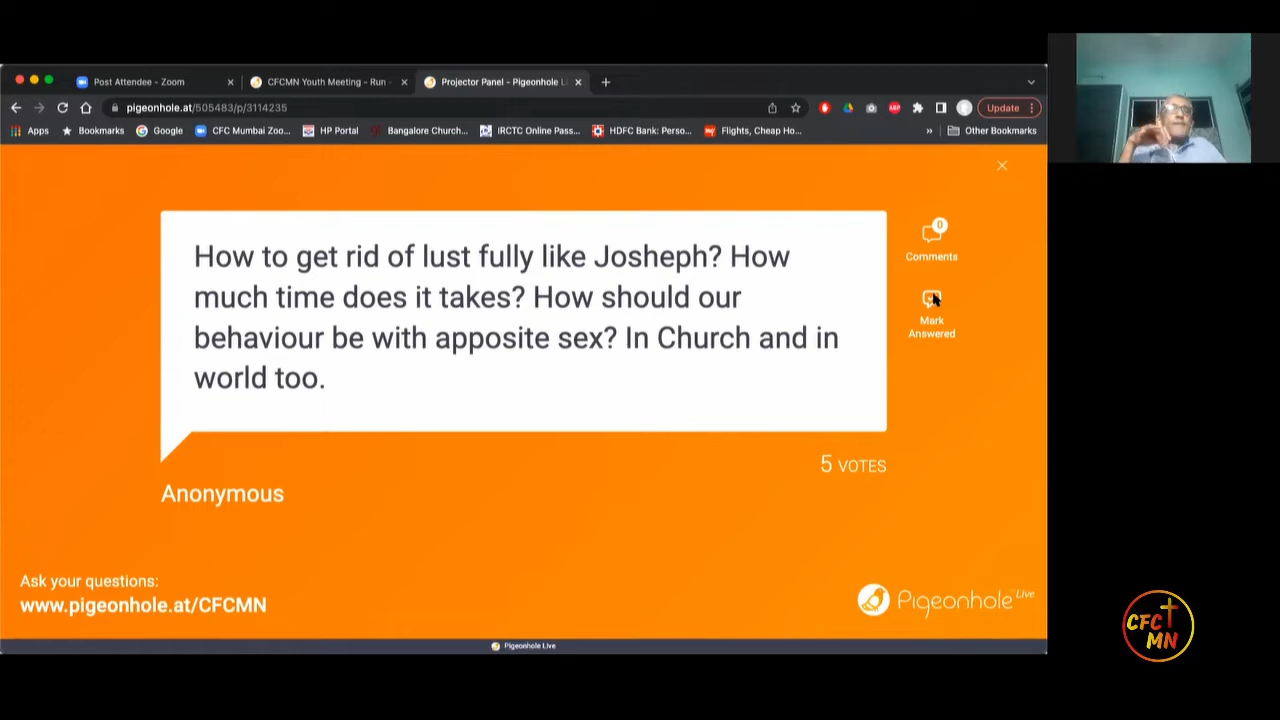 Post Attendee - Zoom
CFCMN Youth Meeting - Run
Projector Panel - Pigeonhole Li
pigeonhole.at/505483/p/3114235
Update
Apps
Bookmarks
Google
CFC Mumbai Zoo...
HP Portal
Bangalore Church...
IRCTC Online Pass...
HDFC Bank: Perso...
Flights, Cheap Ho...
»
Other Bookmarks
How to get rid of lust fully like Josheph? How
much time does it takes? How should our
behaviour be with apposite sex? In Church and in
world too.
0
Comments
Mark
Answered
5 VOTES
Anonymous
Ask your questions:
www.pigeonhole.at/CFCMN
Pigeonhole Live
Pigeonhole Live
CFC
MN